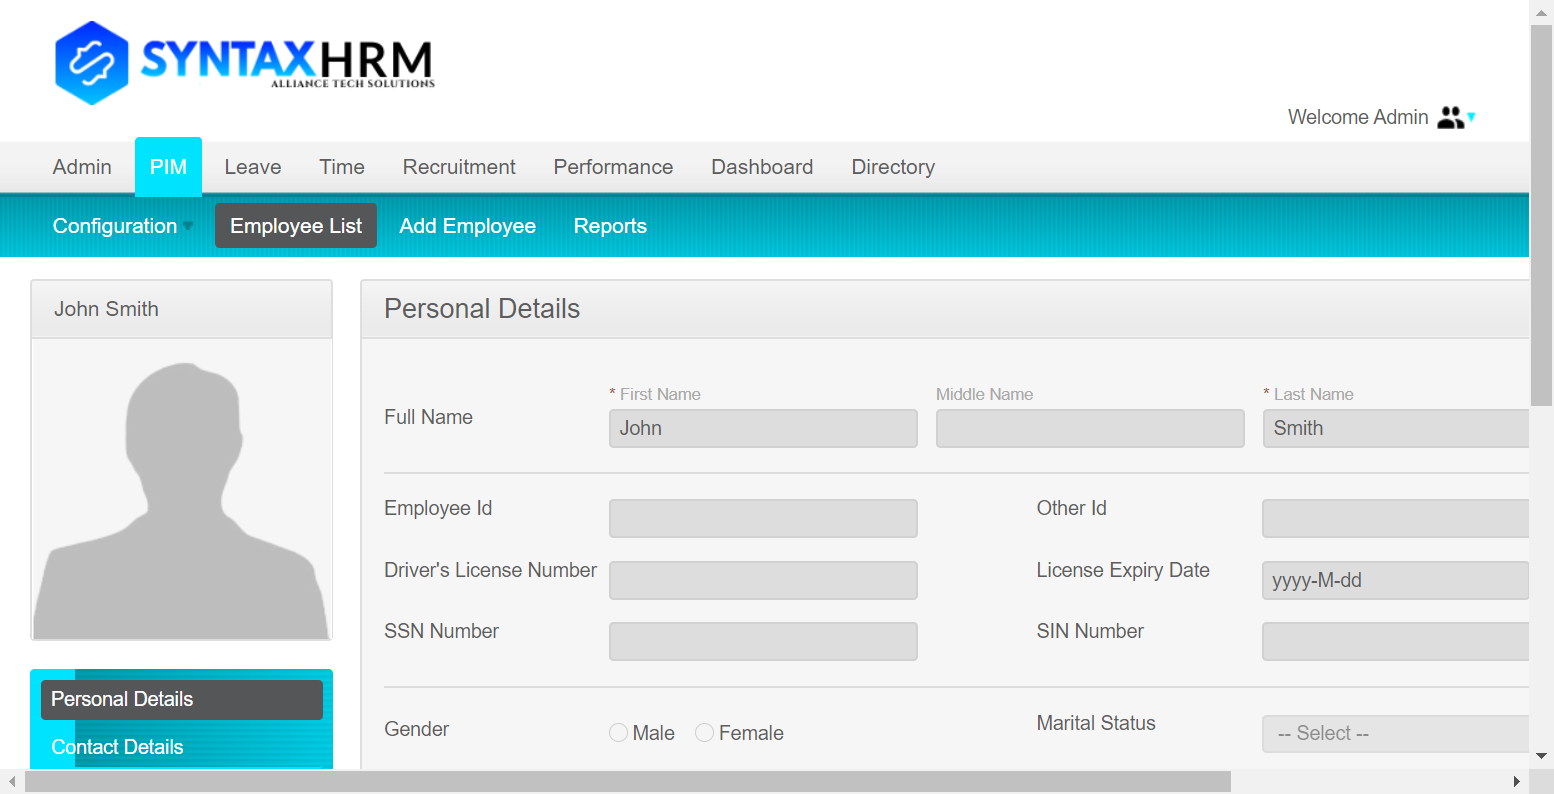 SYNTAXHRM
ALLIANCE TECH SOLUTIONS
Welcome Admin
Admin PIM Leave Time Recruitment Performance Dashboard Directory
Configuration Employee List Add Employee Reports
John Smith
Personal Details
* First Name Middle Name * Last Name
Full Name John Smith
Employee Id Other Id
Driver's License Number License Expiry Date yyyy-M-dd
SSN Number SIN Number
Gender Male Female Marital Status -- Select --
Personal Details
Contact Details